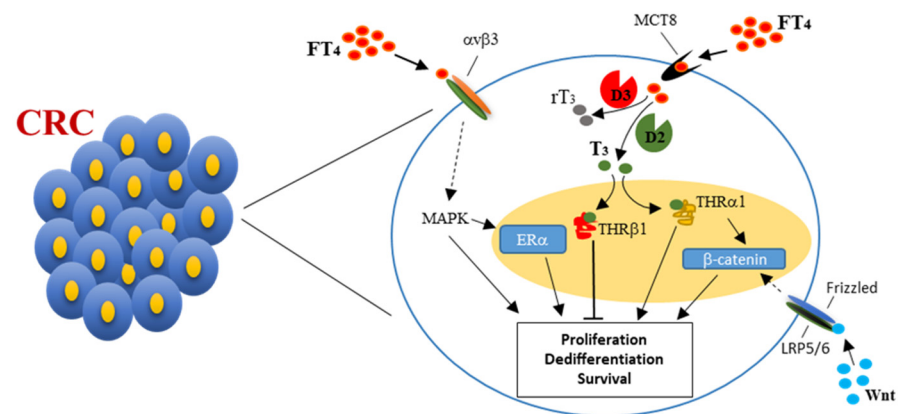 CRC
FT4
αvβ3
MCT8
FT4
D3
rT3
D2
T3
MAPK
ERα
THRβ1
THRα1
β-catenin
Frizzled
LRP5/6
Wnt
Proliferation
Dedifferentiation
Survival